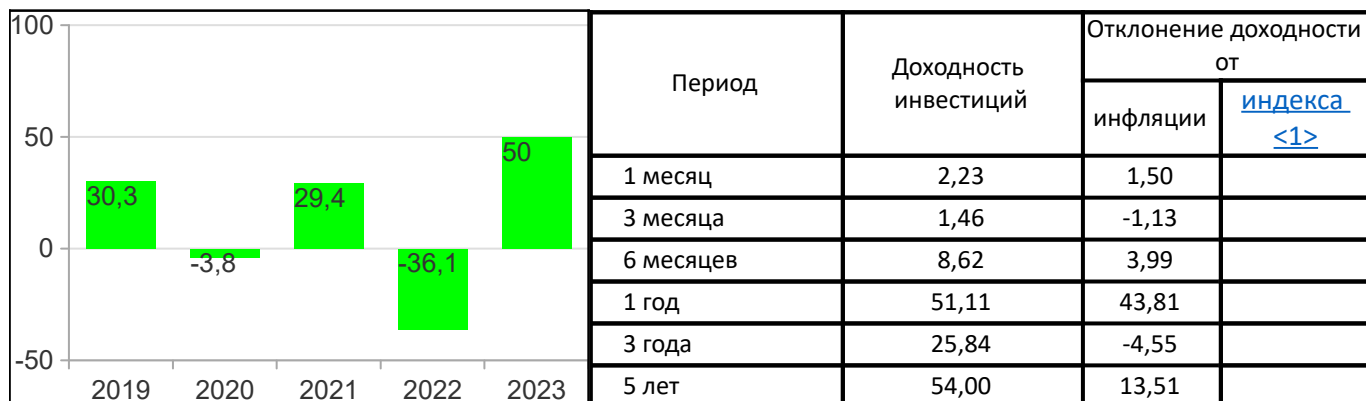 100
50
0
-50
30,3
-3,8
29,4
-36,1
50
2019 2020 2021 2022 2023
Период
Доходность
инвестиций
Отклонение доходности
от
инфляции
индекса
<1>
1 месяц 2,23 1,50
3 месяца 1,46 -1,13
6 месяцев 8,62 3,99
1 год 51,11 43,81
3 года 25,84 -4,55
5 лет 54,00 13,51